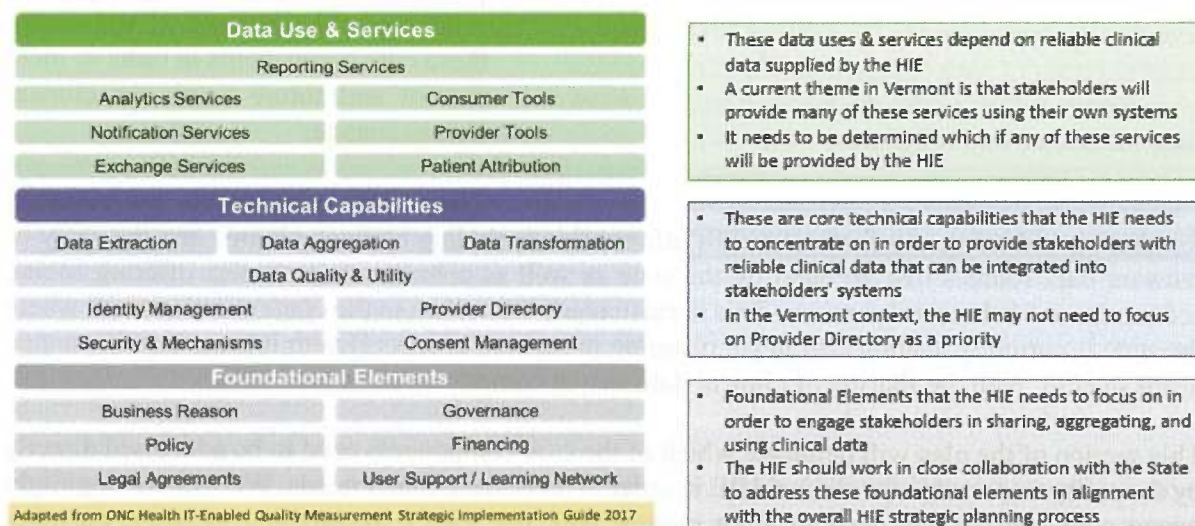 Data Use & Services
Reporting Services
Analytics Services
Consumer Tools
Notification Services
Provider Tools
Exchange Services
Patient Attribution
• These data uses & services depend on reliable clinical
data supplied by the HIE
• A current theme in Vermont is that stakeholders will
provide many of these services using their own systems
• It needs to be determined which if any of these services
will be provided by the HIE
Technical Capabilities
Data Extraction
Data Aggregation
Data Transformation
Data Quality & Utility
Identity Management
Provider Directory
Security & Mechanisms
Consent Management
• These are core technical capabilities that the HIE needs
to concentrate on in order to provide stakeholders with
reliable clinical data that can be integrated into
stakeholders' systems
• In the Vermont context, the HIE may not need to focus
on Provider Directory as a priority
Foundational Elements
Business Reason
Governance
Policy
Financing
Legal Agreements
User Support / Learning Network
• Foundational Elements that the HIE needs to focus on in
order to engage stakeholders in sharing, aggregating, and
using clinical data
• The HIE should work in close collaboration with the State
to address these foundational elements in alignment
with the overall HIE strategic planning process
Adapted from ONC Health IT-Enabled Quality Measurement Strategic Implementation Guide 2017